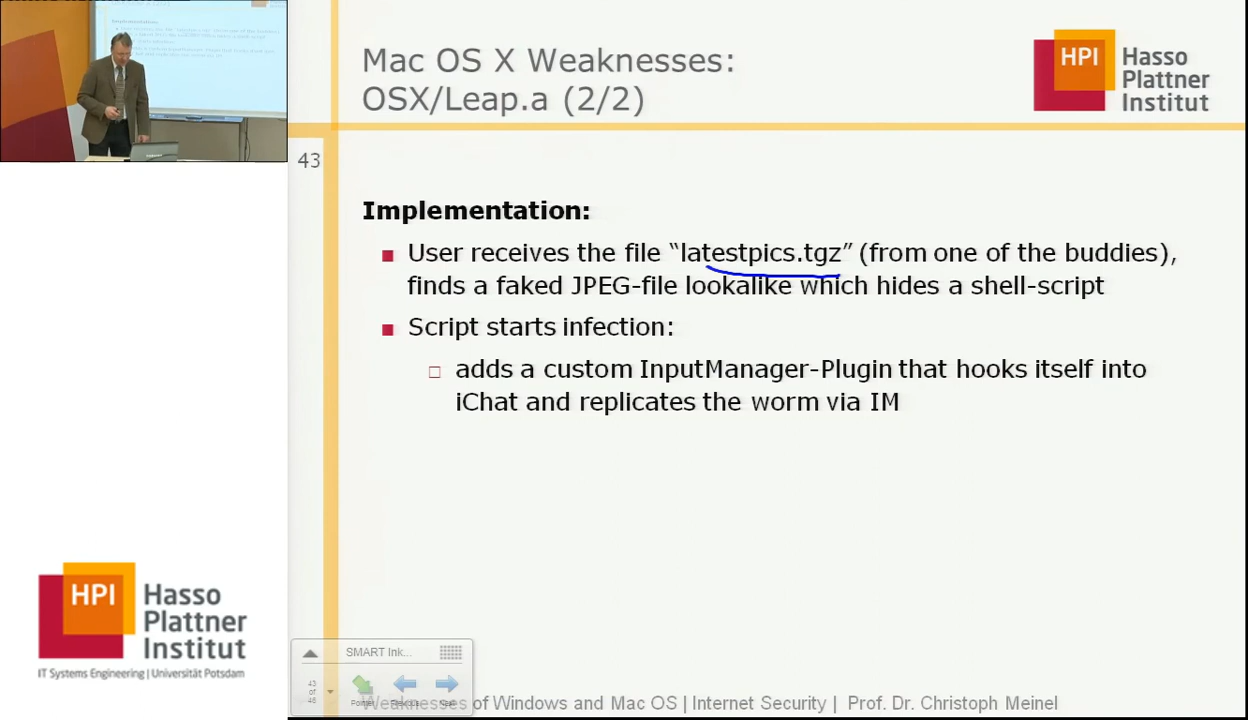 Mac OS X Weaknesses:
OSX/Leap.a (2/2)
HPI
Hasso
Plattner
Institut
43
Implementation:
User receives the file “latestpics.tgz” (from one of the buddies),
finds a faked JPEG-file lookalike which hides a shell-script
Script starts infection:
adds a custom InputManager-Plugin that hooks itself into
iChat and replicates the worm via IM
HPI
Hasso
Plattner
Institut
IT Systems Engineering | Universität Potsdam
SMART Ink...
43
of
46
Weaknesses of Windows and Mac OS | Internet Security | Prof. Dr. Christoph Meinel